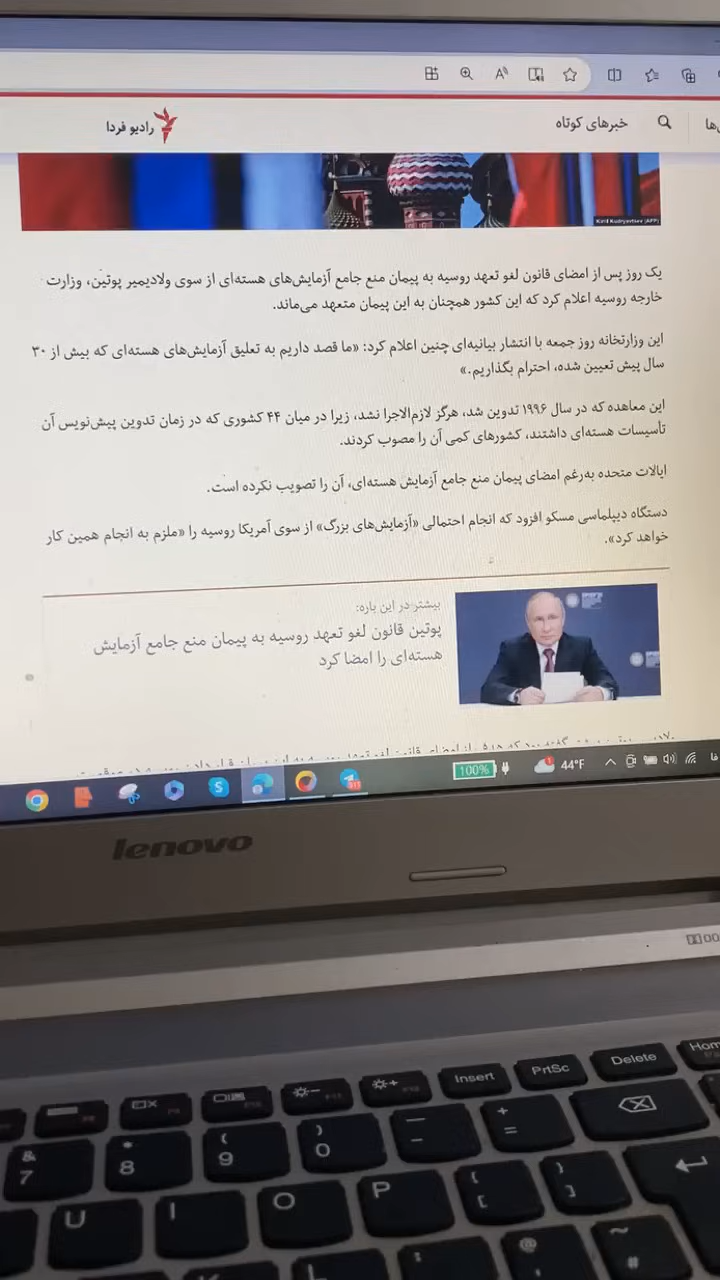 رادیو فردا
خبرهای کوتاه
Kirill Kudryavtsev (AFP)
یک روز پس از امضای قانون لغو تعهد روسیه به پیمان منع جامع آزمایش‌های هسته‌ای از سوی ولادیمیر پوتین، وزارت
خارجه روسیه اعلام کرد که این کشور همچنان به این پیمان متعهد می‌ماند.
این وزارتخانه روز جمعه با انتشار بیانیه‌ای چنین اعلام کرد: «ما قصد داریم به تعلیق آزمایش‌های هسته‌ای که بیش از ۳۰
سال پیش تعیین شده، احترام بگذاریم.»
این معاهده که در سال ۱۹۹۶ تدوین شد، هرگز لازم‌الاجرا نشد، زیرا در میان ۴۴ کشوری که در زمان تدوین پیش‌نویس آن
تأسیسات هسته‌ای داشتند، کشورهای کمی آن را مصوب کردند.
ایالات متحده به‌رغم امضای پیمان منع جامع آزمایش هسته‌ای، آن را تصویب نکرده است.
دستگاه دیپلماسی مسکو افزود که انجام احتمالی «آزمایش‌های بزرگ» از سوی آمریکا روسیه را «ملزم به انجام همین کار
خواهد کرد».
بیشتر در این باره:
پوتین قانون لغو تعهد روسیه به پیمان منع جامع آزمایش
هسته‌ای را امضا کرد
100%
44°F
فا
lenovo
Insert
PrtSc
Delete
& 7
* 8
( 9
) 0
— -
+ =
U
I
O
P
{ [
} ]
L
: ;
@ '
~ #